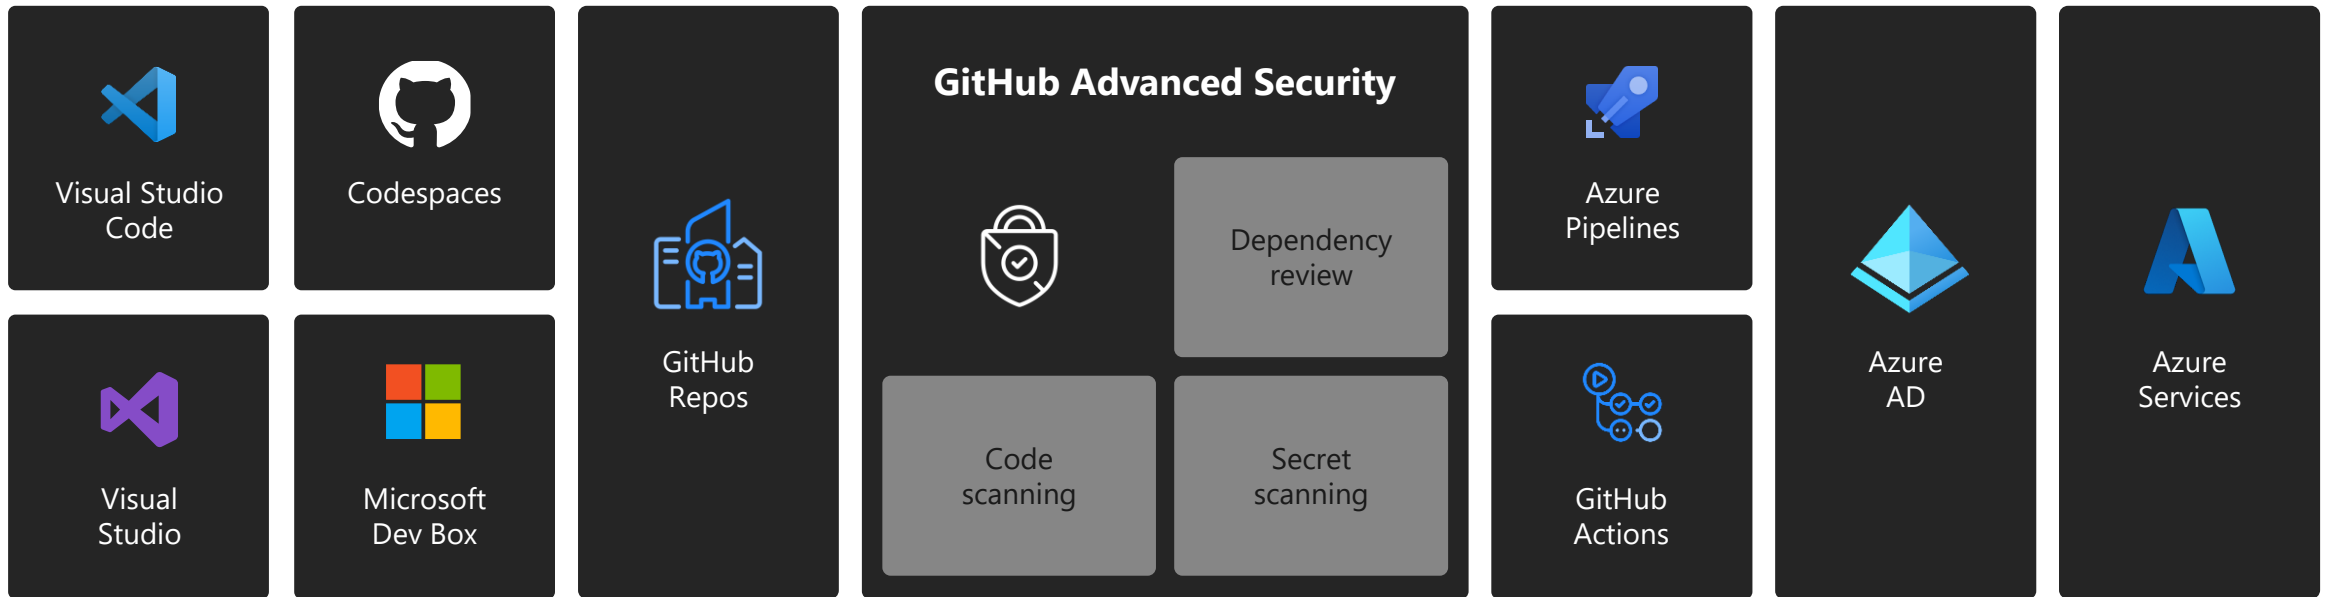 Visual Studio
Code
Visual
Studio
Codespaces
Microsoft
Dev Box
GitHub
Repos
GitHub Advanced Security
Dependency
review
Code
scanning
Secret
scanning
Azure
Pipelines
GitHub
Actions
Azure
AD
Azure
Services